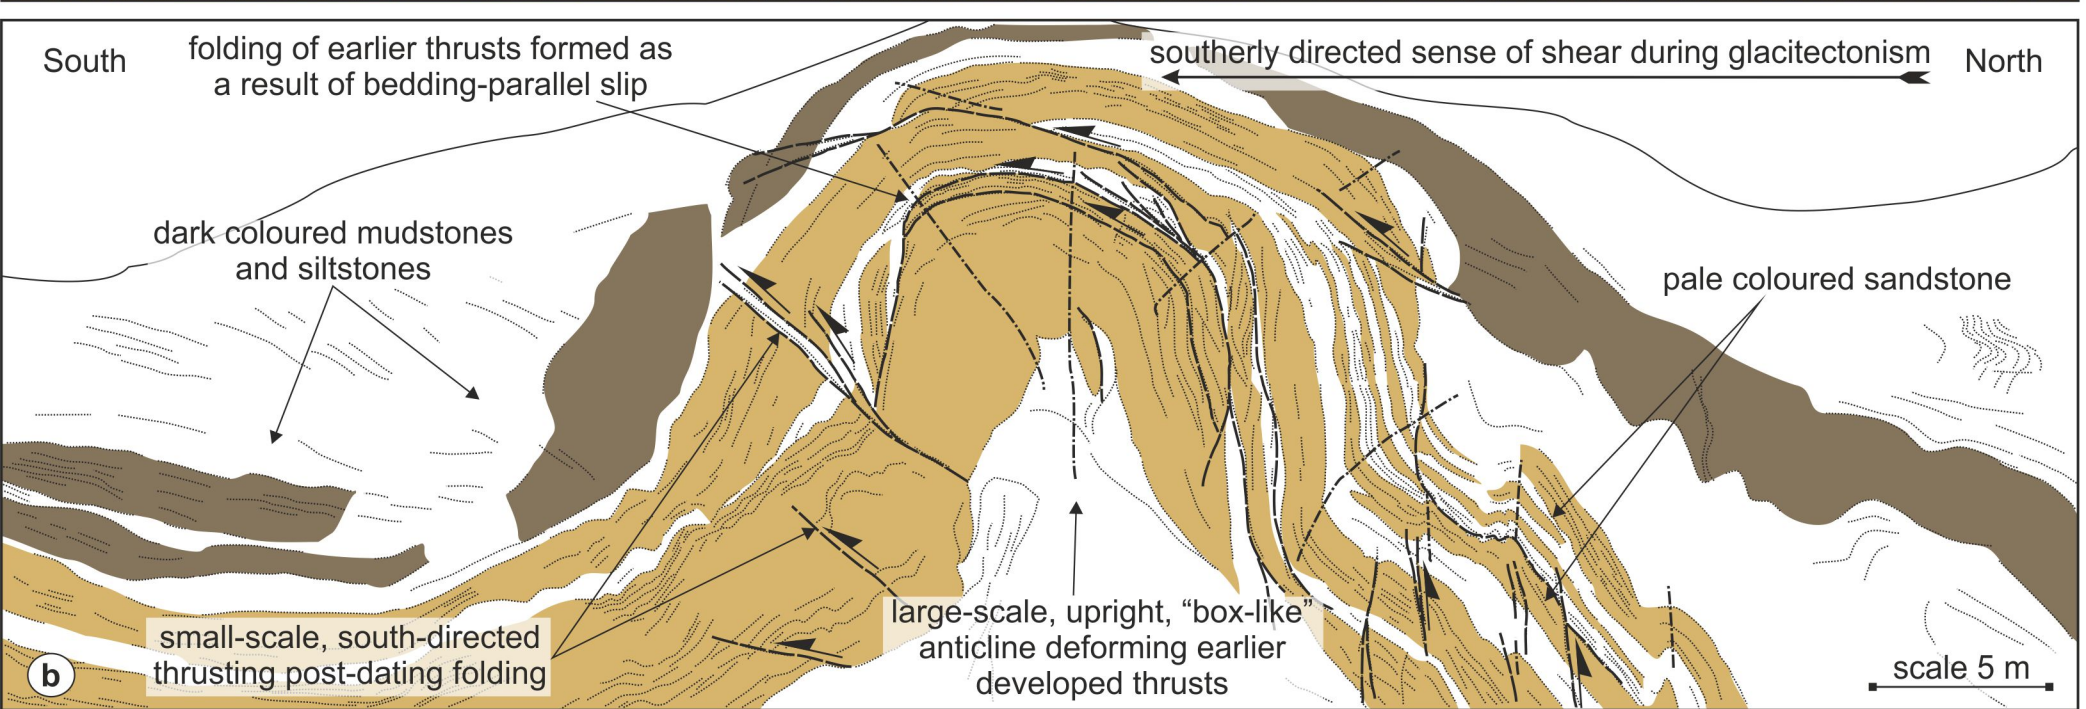 South
folding of earlier thrusts formed as
a result of bedding-parallel slip
southerly directed sense of shear during glacitectonism
North
dark coloured mudstones
and siltstones
pale coloured sandstone
small-scale, south-directed
thrusting post-dating folding
large-scale, upright, “box-like”
anticline deforming earlier
developed thrusts
scale 5 m
b